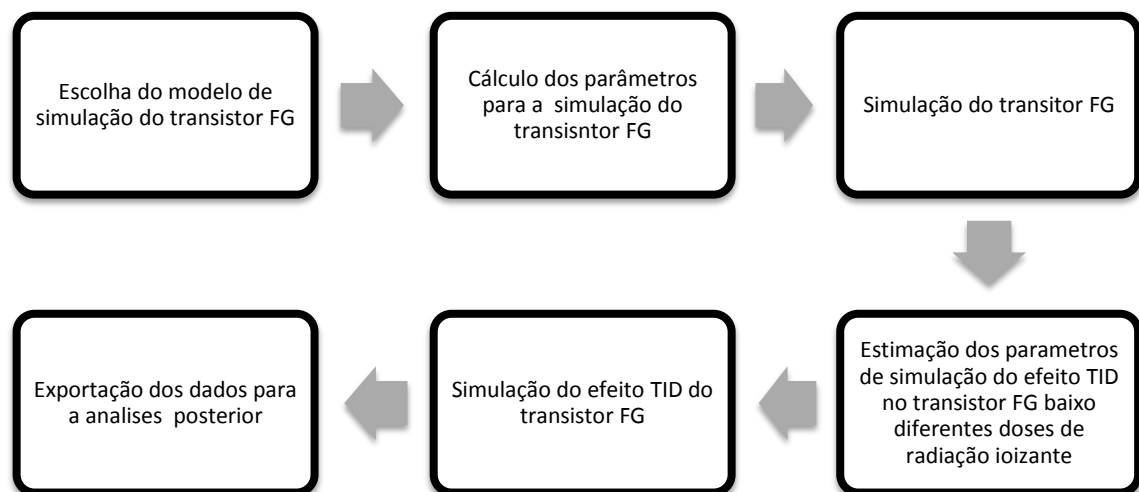 Escolha do modelo de
simulação do transistor FG
Cálculo dos parâmetros
para a simulação do
transisntor FG
Simulação do transitor FG
Estimação dos parametros
de simulação do efeito TID
no transistor FG baixo
diferentes doses de
radiação ioizante
Simulação do efeito TID do
transistor FG
Exportação dos dados para
a analises posterior